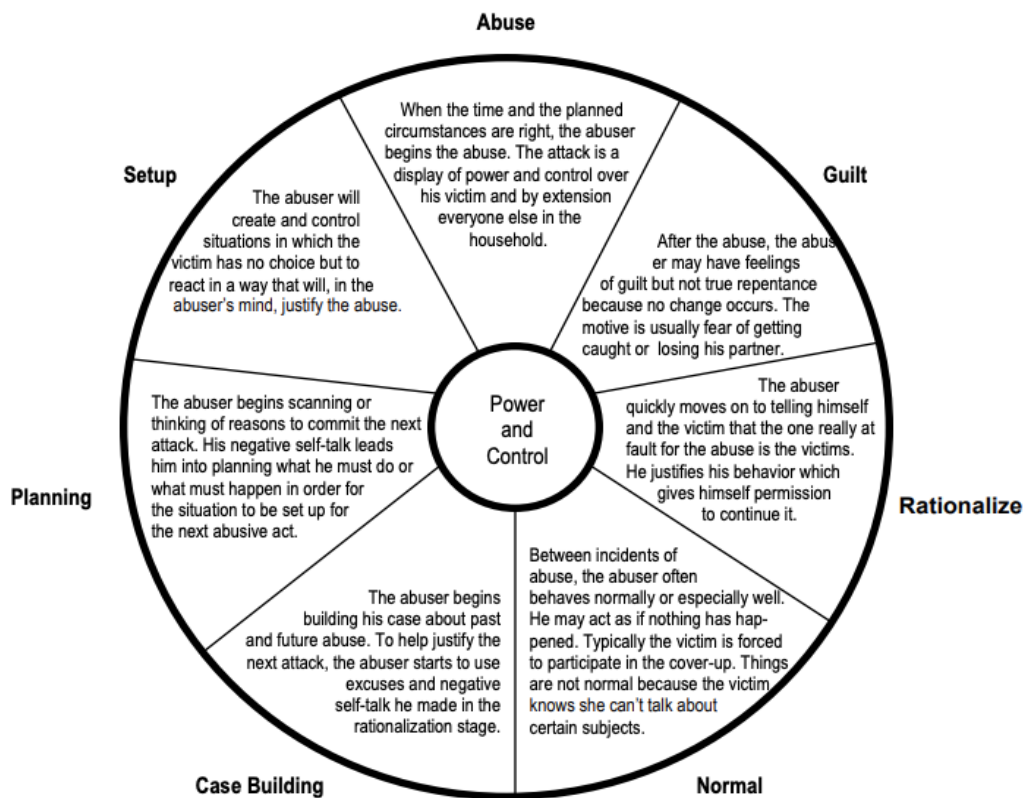 Abuse
When the time and the planned
circumstances are right, the abuser
begins the abuse. The attack is a
display of power and control over
his victim and by extension
everyone else in the
household.
Guilt
After the abuse, the abus
er may have feelings
of guilt but not true repentance
because no change occurs. The
motive is usually fear of getting
caught or losing his partner.
Rationalize
The abuser
quickly moves on to telling himself
and the victim that the one really at
fault for the abuse is the victims.
He justifies his behavior which
gives himself permission
to continue it.
Normal
Between incidents of
abuse, the abuser often
behaves normally or especially well.
He may act as if nothing has hap-
pened. Typically the victim is forced
to participate in the cover-up. Things
are not normal because the victim
knows she can't talk about
certain subjects.
Case Building
The abuser begins
building his case about past
and future abuse. To help justify the
next attack, the abuser starts to use
excuses and negative
self-talk he made in the
rationalization stage.
Planning
The abuser begins scanning or
thinking of reasons to commit the next
attack. His negative self-talk leads
him into planning what he must do or
what must happen in order for
the situation to be set up for
the next abusive act.
Setup
The abuser will
create and control
situations in which the
victim has no choice but to
react in a way that will, in the
abuser's mind, justify the abuse.
Power
and
Control